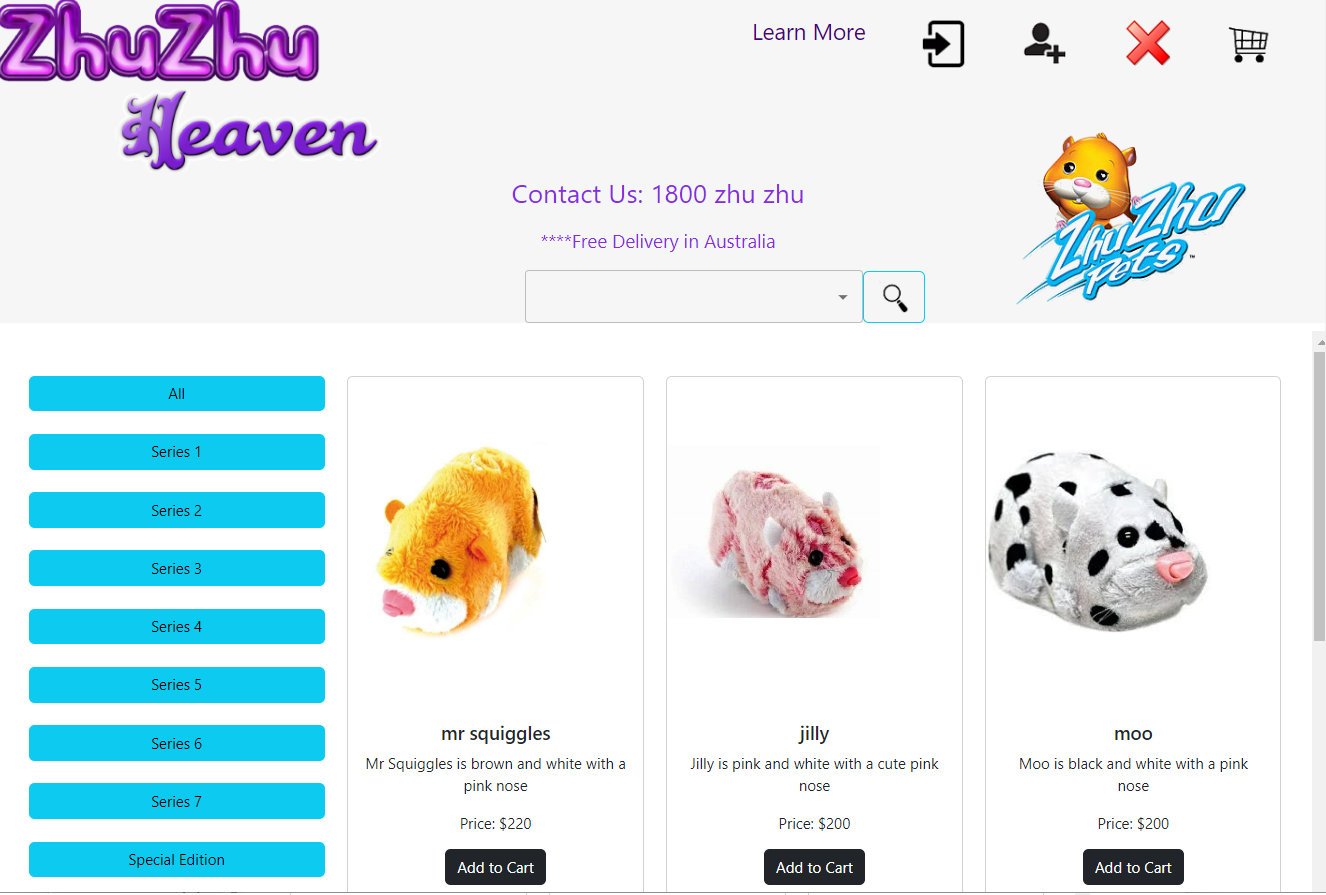 ZhuZhu
Heaven
Learn More
Contact Us: 1800 zhu zhu
****Free Delivery in Australia
ZhuZhu
Pets™
All
Series 1
Series 2
Series 3
Series 4
Series 5
Series 6
Series 7
Special Edition
mr squiggles
Mr Squiggles is brown and white with a
pink nose
Price: $220
Add to Cart
jilly
Jilly is pink and white with a cute pink
nose
Price: $200
Add to Cart
moo
Moo is black and white with a pink
nose
Price: $200
Add to Cart